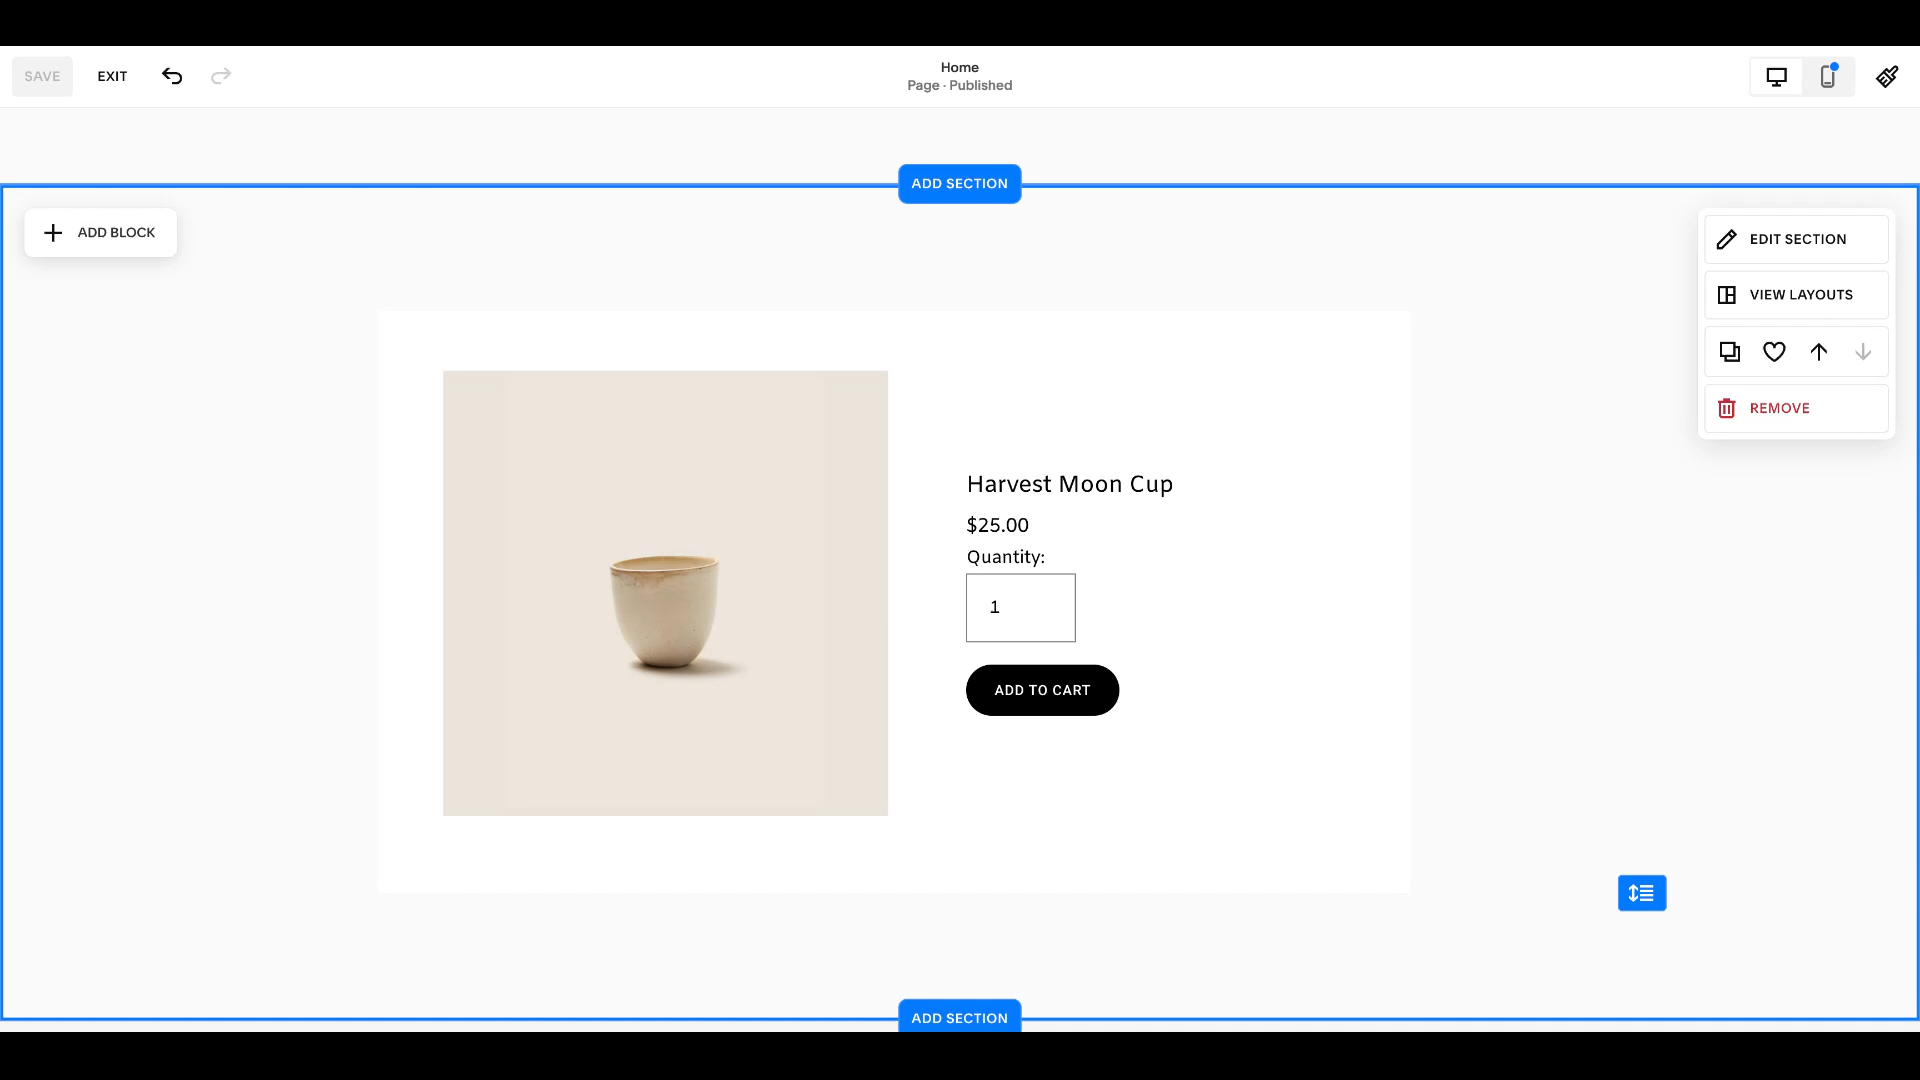 SAVE
EXIT
Home
Page · Published
ADD SECTION
ADD BLOCK
EDIT SECTION
VIEW LAYOUTS
REMOVE
Harvest Moon Cup
$25.00
Quantity:
1
ADD TO CART
ADD SECTION